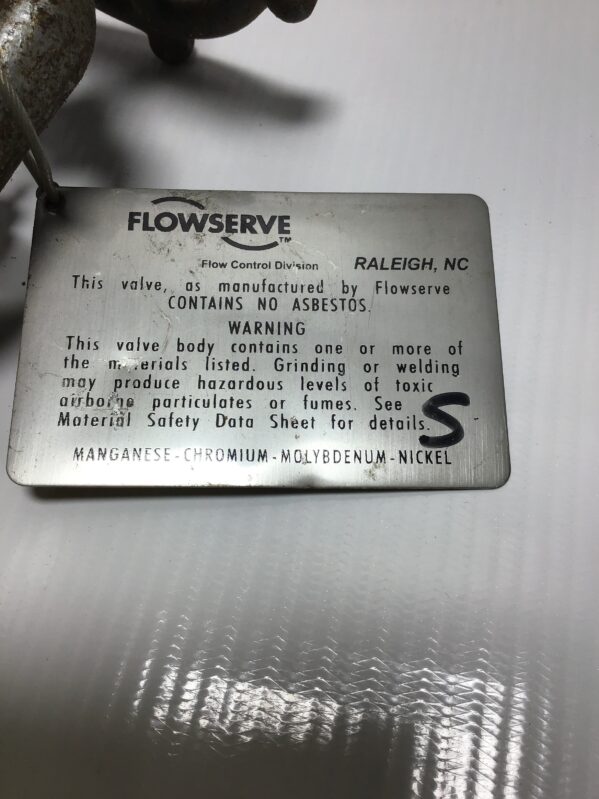 FLOWSERVE™
Flow Control Division RALEIGH, NC
This valve, as manufactured by Flowserve
CONTAINS NO ASBESTOS.
WARNING
This valve body contains one or more of
the materials listed. Grinding or welding
may produce hazardous levels of toxic
airborne particulates or fumes. See
Material Safety Data Sheet for details.
S
MANGANESE-CHROMIUM-MOLYBDENUM-NICKEL